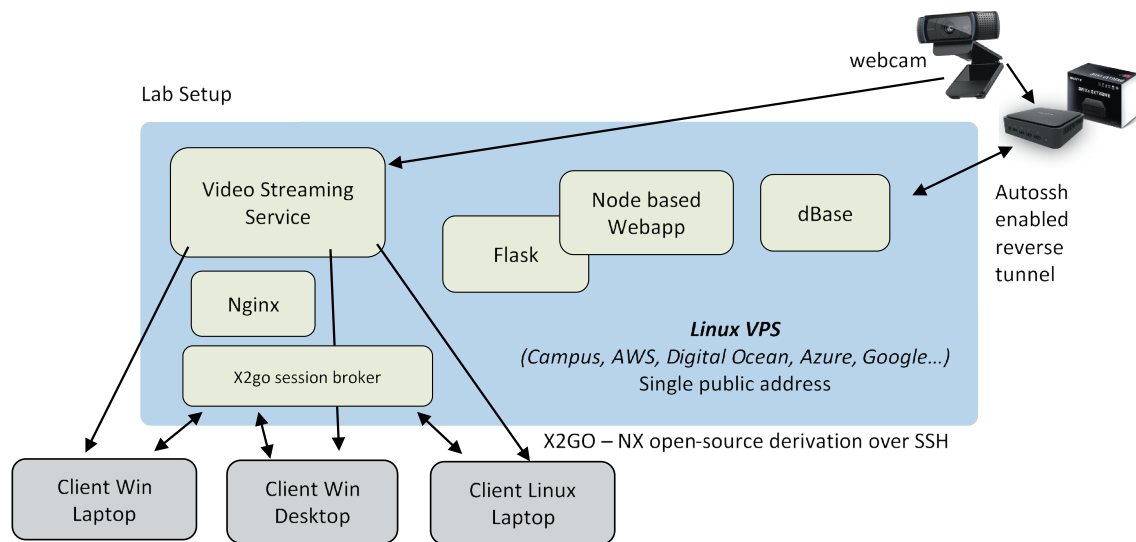 webcam
Lab Setup
Video Streaming
Service
Node based
Webapp
dBase
Flask
Autossh
enabled
reverse
tunnel
Nginx
Linux VPS
(Campus, AWS, Digital Ocean, Azure, Google...)
Single public address
X2go session broker
X2GO – NX open-source derivation over SSH
Client Win
Laptop
Client Win
Desktop
Client Linux
Laptop